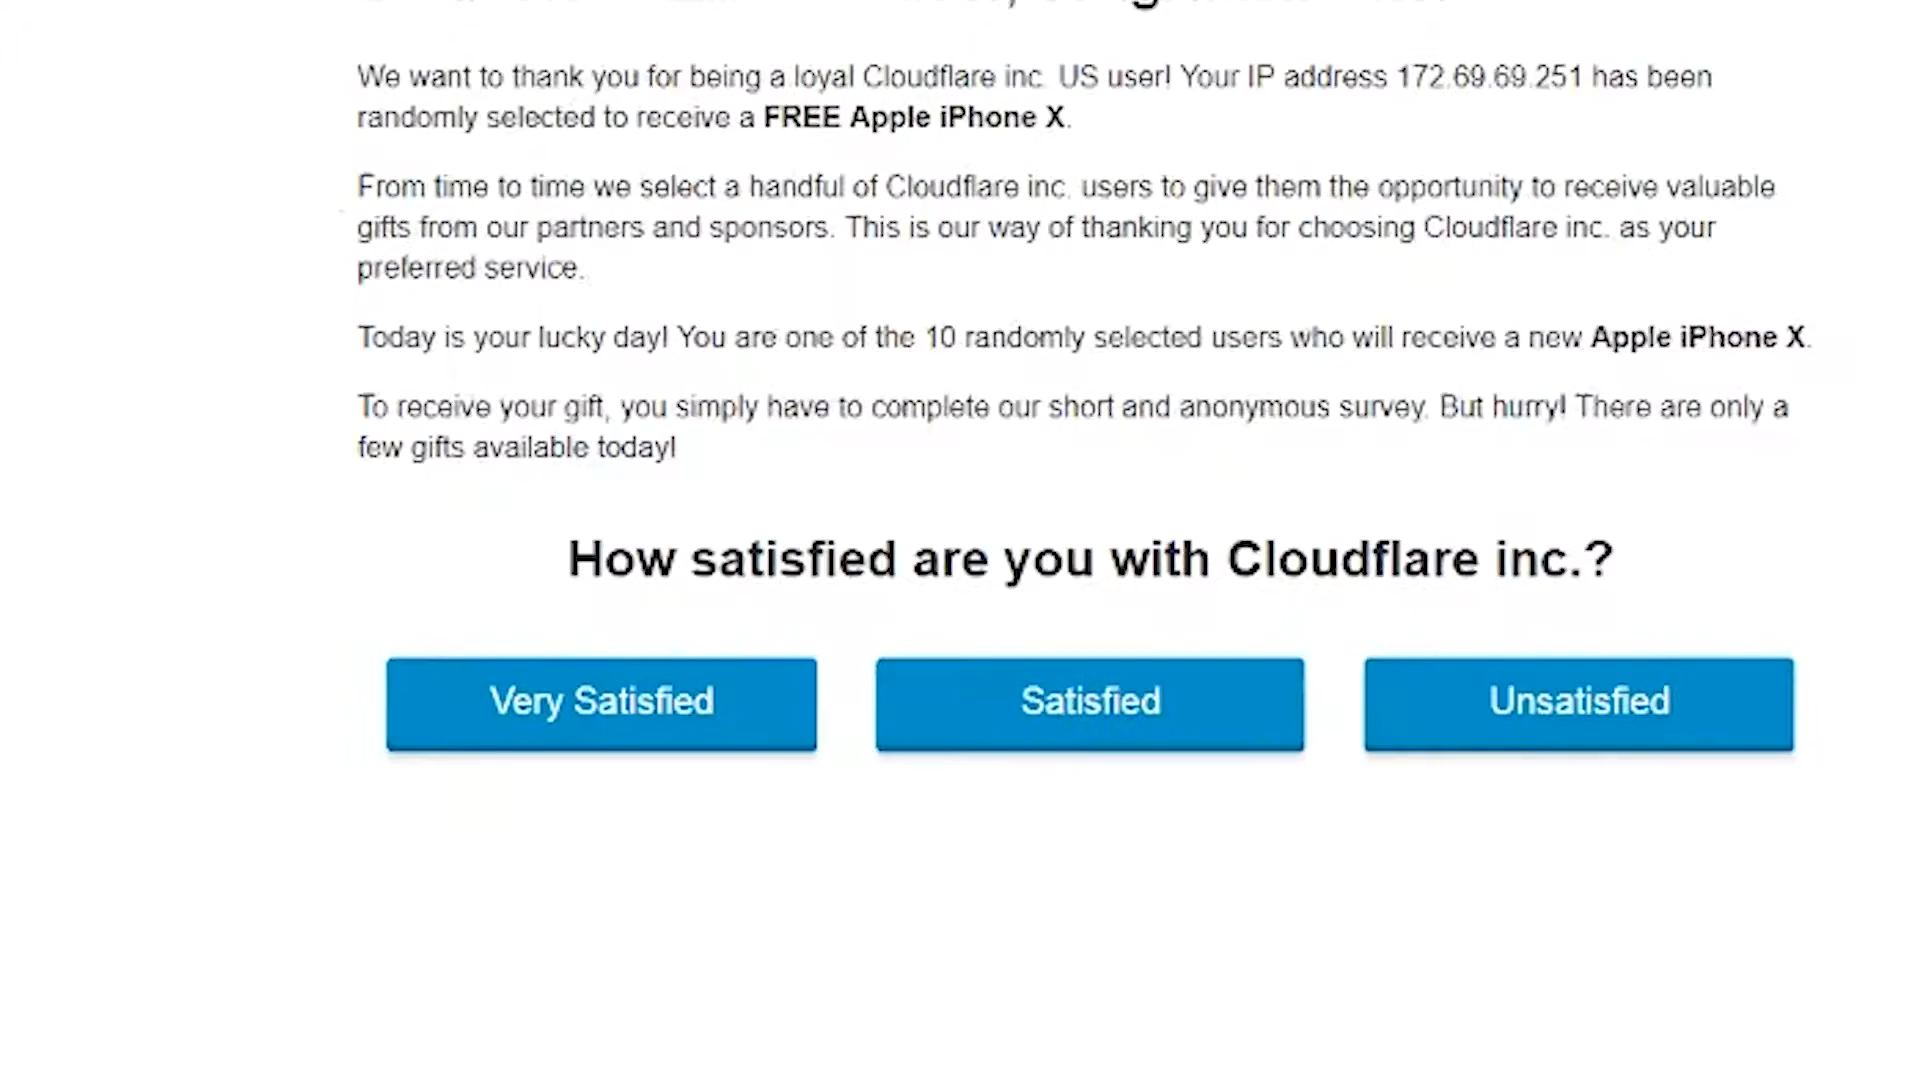 We want to thank you for being a loyal Cloudflare inc. US user! Your IP address 172.69.69.251 has been
randomly selected to receive a FREE Apple iPhone X.
From time to time we select a handful of Cloudflare inc. users to give them the opportunity to receive valuable
gifts from our partners and sponsors. This is our way of thanking you for choosing Cloudflare inc. as your
preferred service.
Today is your lucky day! You are one of the 10 randomly selected users who will receive a new Apple iPhone X.
To receive your gift, you simply have to complete our short and anonymous survey. But hurry! There are only a
few gifts available today!
How satisfied are you with Cloudflare inc.?
Very Satisfied
Satisfied
Unsatisfied